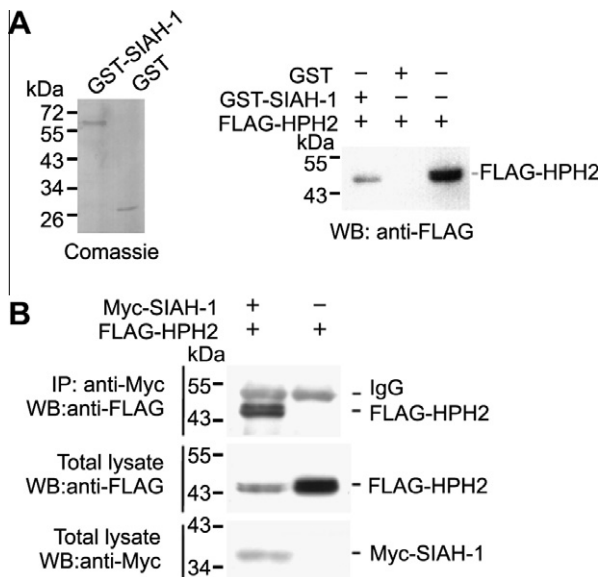 A
GST-SIAH-1
GST
kDa
72
55
43
34
26
Comassie
GST − + −
GST-SIAH-1 + − −
FLAG-HPH2 + + +
kDa
55
43
FLAG-HPH2
WB: anti-FLAG
B
Myc-SIAH-1 + −
FLAG-HPH2 + +
kDa
IP: anti-Myc
WB:anti-FLAG
55
43
IgG
FLAG-HPH2
Total lysate
WB:anti-FLAG
55
43
FLAG-HPH2
Total lysate
WB:anti-Myc
43
34
Myc-SIAH-1